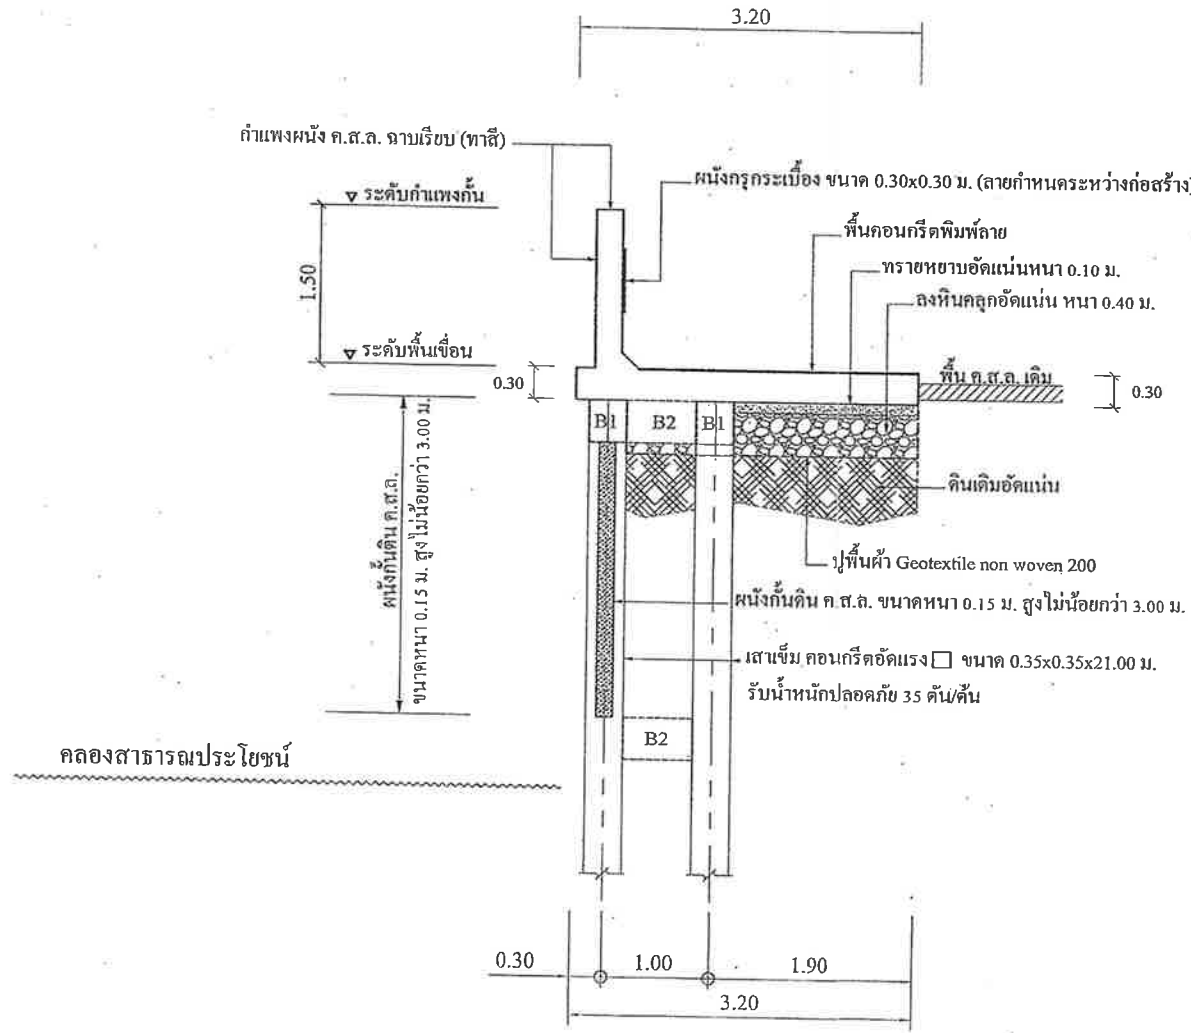 3.20
กำแพงผนัง ค.ส.ล. ฉาบเรียบ (ทาสี)
ผนังกรุกระเบื้อง ขนาด 0.30x0.30 ม. (ลายกำหนดระหว่างก่อสร้าง)
ระดับกำแพงกั้น
พื้นคอนกรีตพิมพ์ลาย
ทรายหยาบอัดแน่นหนา 0.10 ม.
1.50
ลงหินคลุกอัดแน่น หนา 0.40 ม.
ระดับพื้นเขื่อน
พื้น ค.ส.ล. เดิม
0.30
0.30
B1
B2
B1
ผนังกั้นดิน ค.ส.ล.
ขนาดหนา 0.15 ม. สูงไม่น้อยกว่า 3.00 ม.
ดินเดิมอัดแน่น
ปูพื้นผ้า Geotextile non woven 200
ผนังกั้นดิน ค.ส.ล. ขนาดหนา 0.15 ม. สูงไม่น้อยกว่า 3.00 ม.
เสาเข็ม คอนกรีตอัดแรง ขนาด 0.35x0.35x21.00 ม.
รับน้ำหนักปลอดภัย 35 ตัน/ต้น
B2
คลองสาธารณประโยชน์
0.30
1.00
1.90
3.20